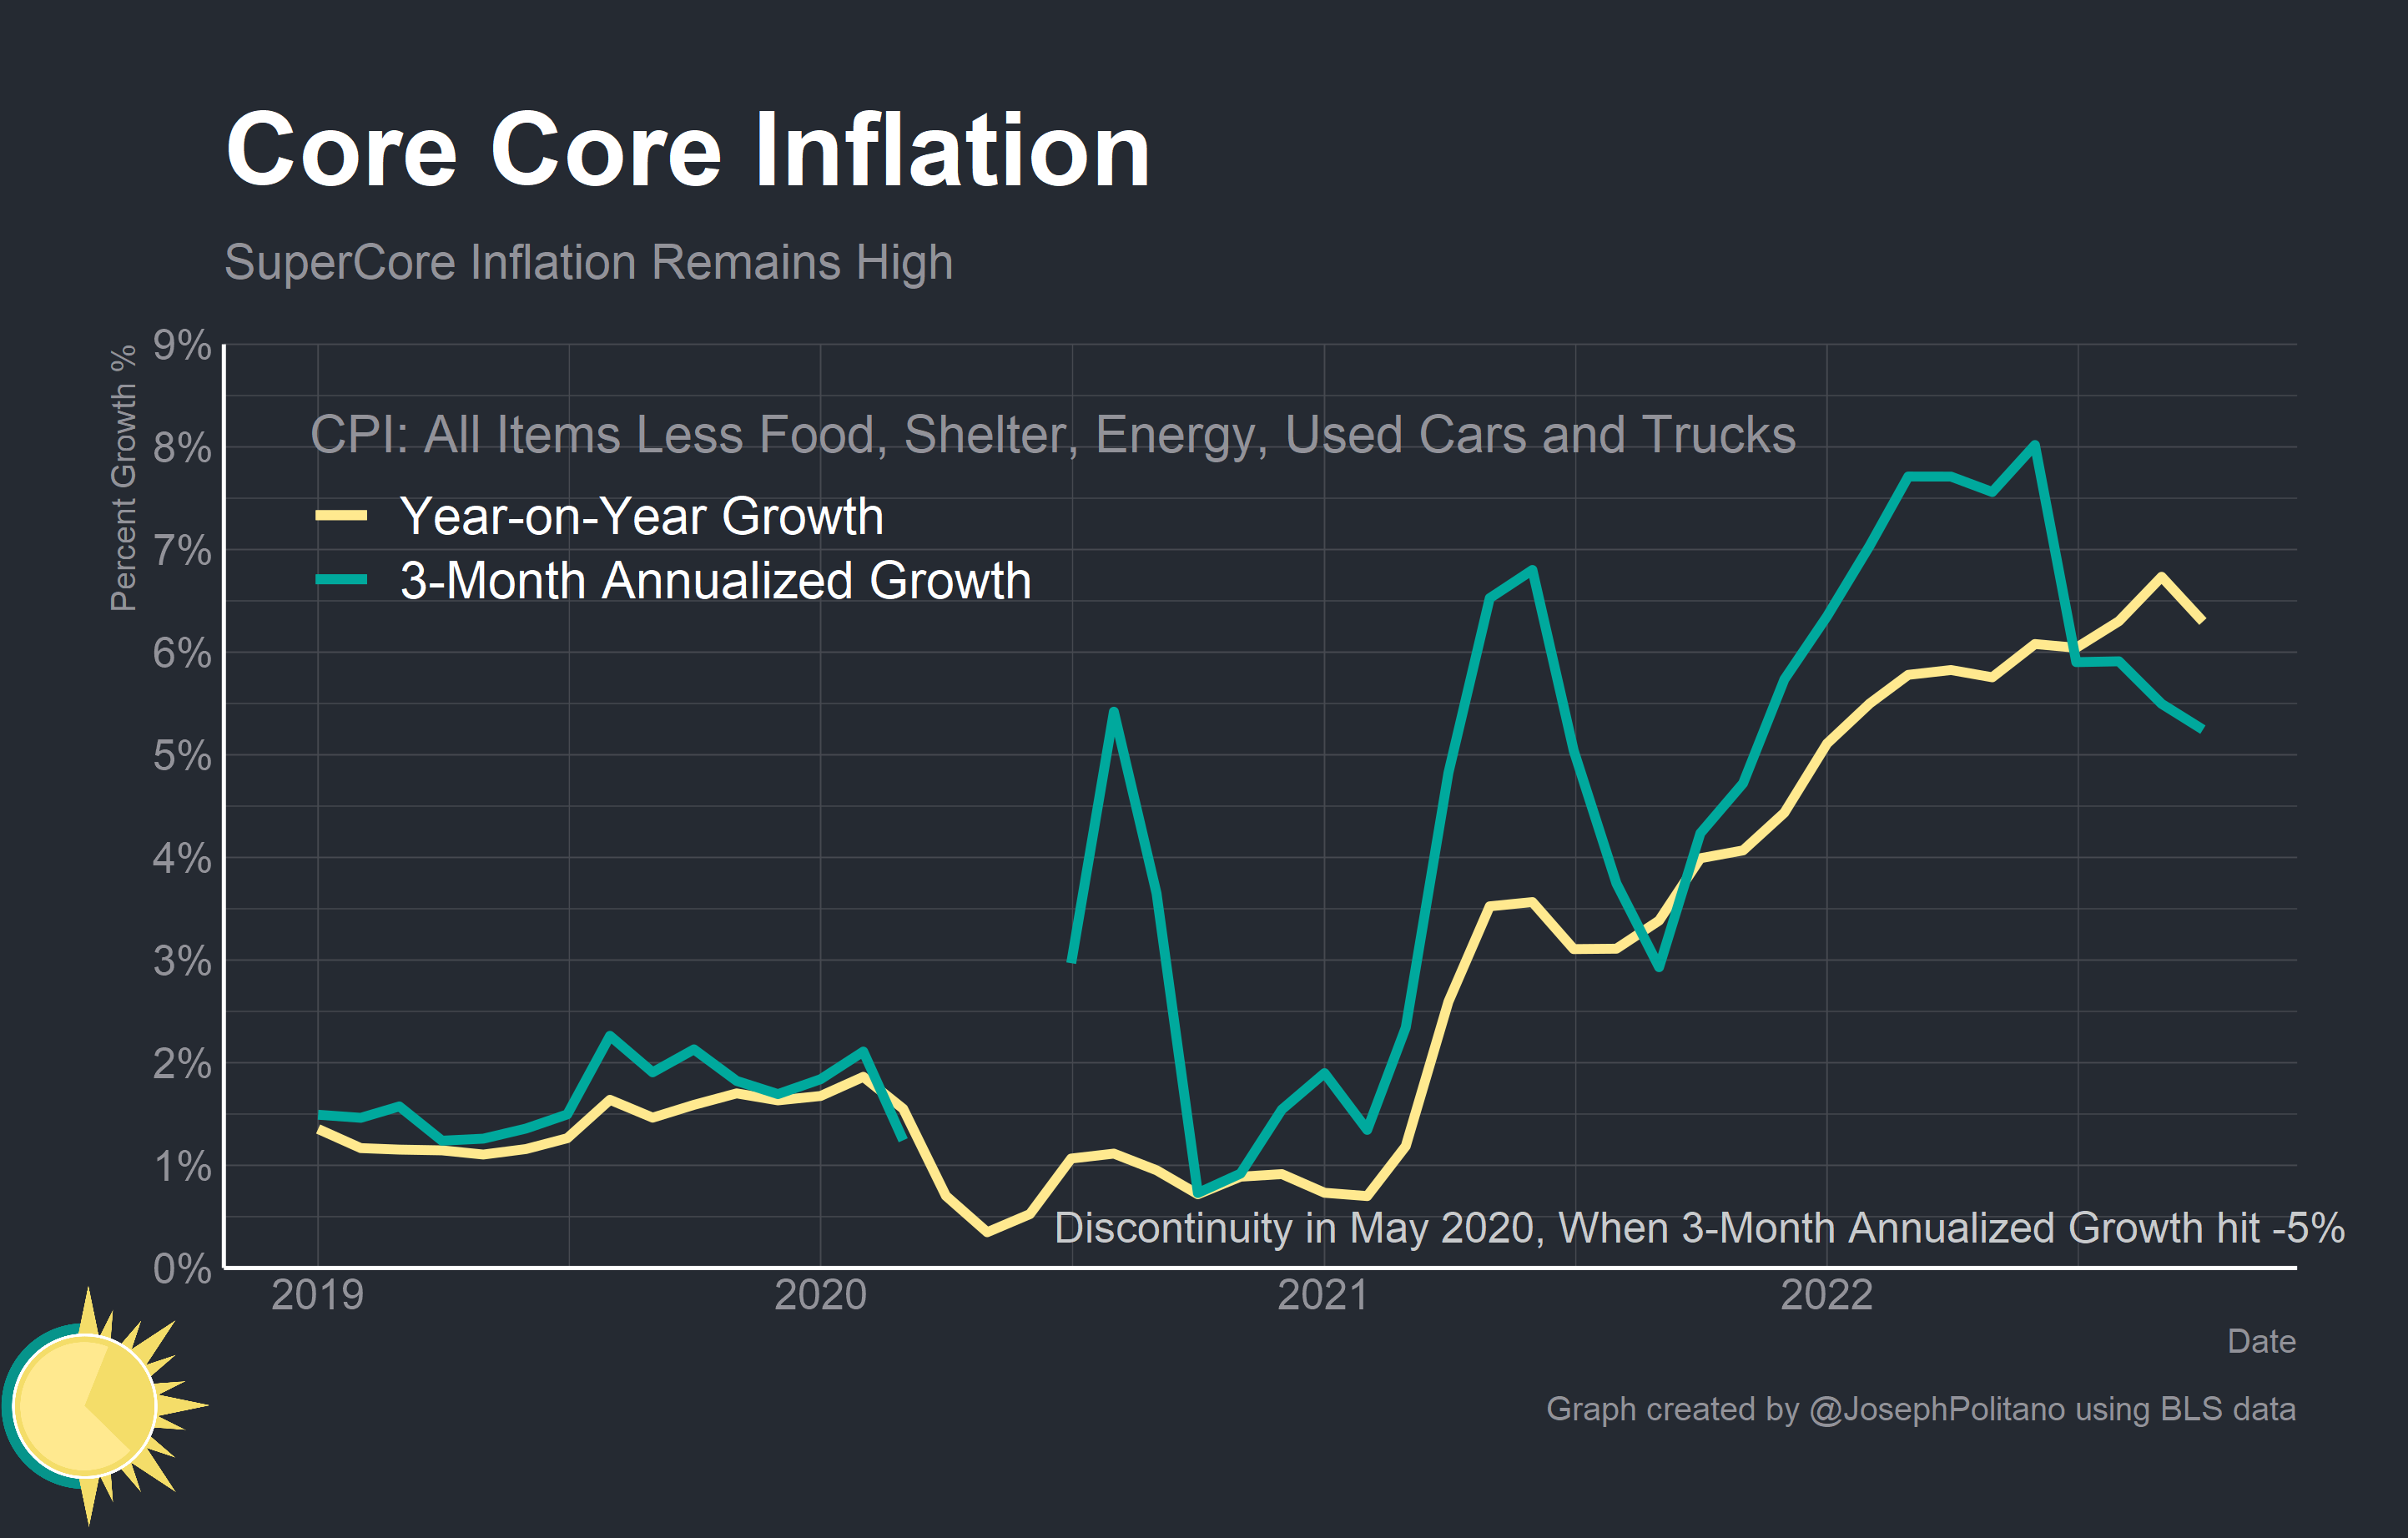 Core Core Inflation
SuperCore Inflation Remains High
Percent Growth %
9%
8%
7%
6%
5%
4%
3%
2%
1%
0%
CPI: All Items Less Food, Shelter, Energy, Used Cars and Trucks
Year-on-Year Growth
3-Month Annualized Growth
Discontinuity in May 2020, When 3-Month Annualized Growth hit -5%
2019 2020 2021 2022
Date
Graph created by @JosephPolitano using BLS data